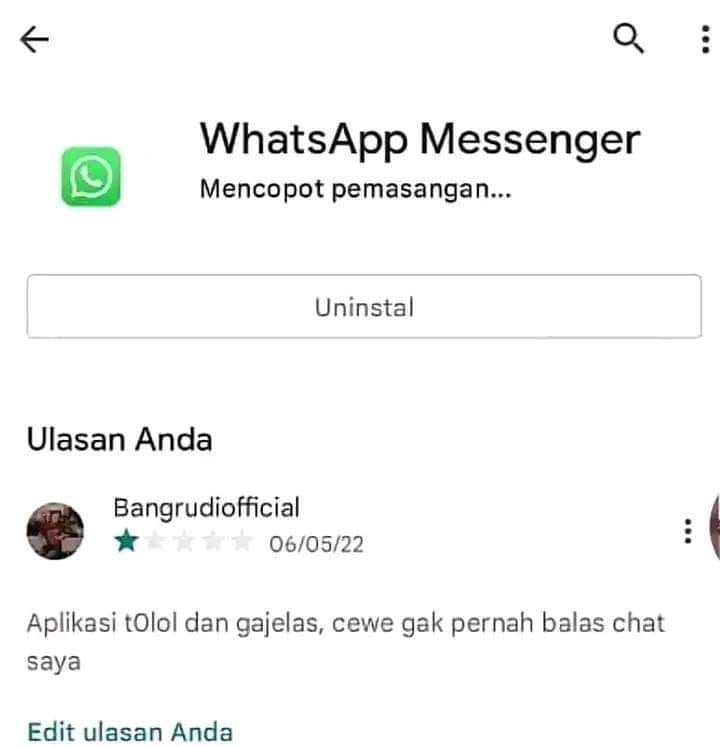 WhatsApp Messenger
Mencopot pemasangan...
Uninstal
Ulasan Anda
Bangrudiofficial
06/05/22
Aplikasi t0lol dan gajelas, cewe gak pernah balas chat
saya
Edit ulasan Anda